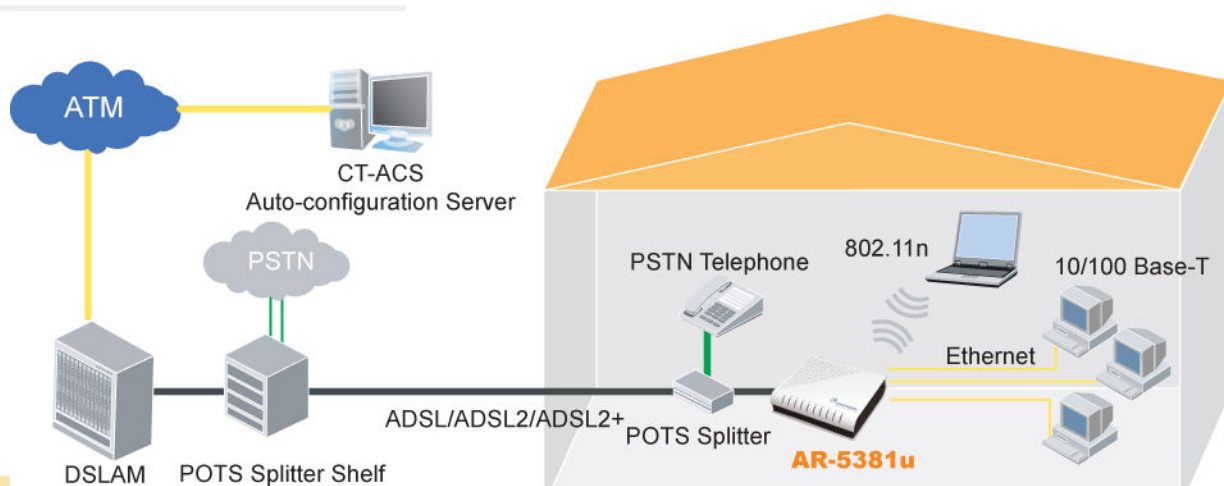 ATM
CT-ACS
Auto-configuration Server
PSTN
PSTN Telephone
802.11n
10/100 Base-T
Ethernet
ADSL/ADSL2/ADSL2+
POTS Splitter
AR-5381u
DSLAM
POTS Splitter Shelf